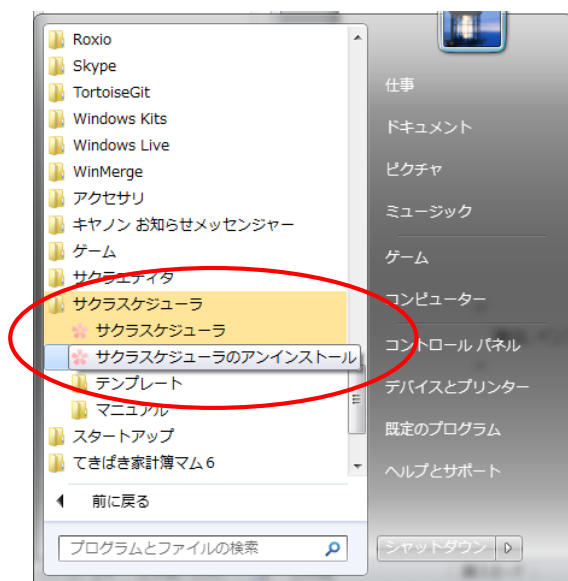 Roxio
Skype
TortoiseGit
Windows Kits
Windows Live
WinMerge
アクセサリ
キヤノン お知らせメッセンジャー
ゲーム
サクラエディタ
サクラスケジューラ
サクラスケジューラ
サクラスケジューラのアンインストール
テンプレート
マニュアル
スタートアップ
てきぱき家計簿マム6
前に戻る
プログラムとファイルの検索
仕事
ドキュメント
ピクチャ
ミュージック
ゲーム
コンピューター
コントロール パネル
デバイスとプリンター
既定のプログラム
ヘルプとサポート
シャットダウン